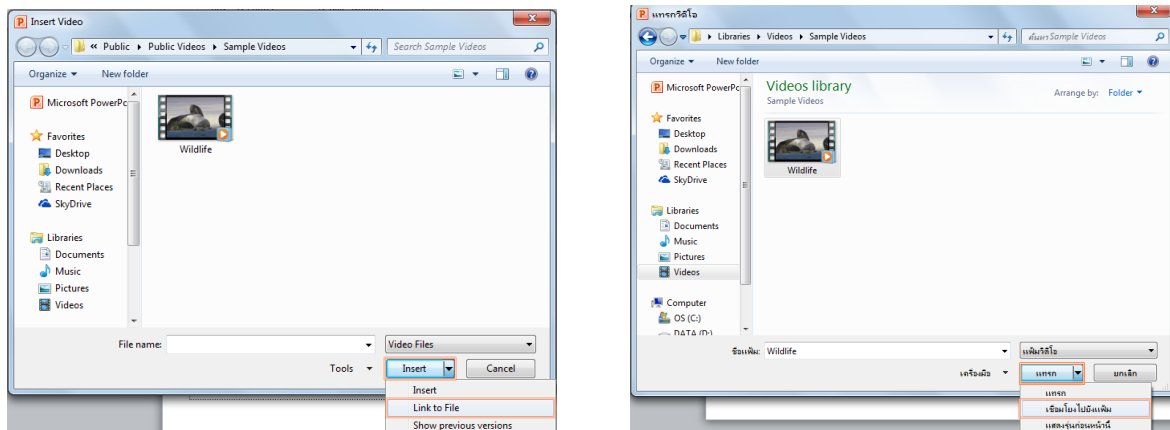 Insert Video
« Public ▸ Public Videos ▸ Sample Videos
Search Sample Videos
Organize
New folder
Microsoft PowerPc
Favorites
Desktop
Downloads
Recent Places
SkyDrive
Libraries
Documents
Music
Pictures
Videos
Wildlife
File name:
Video Files
Tools
Insert
Cancel
Insert
Link to File
Show previous versions
แทรกวิดีโอ
Libraries ▸ Videos ▸ Sample Videos
ค้นหา Sample Videos
Organize
New folder
Microsoft PowerPc
Favorites
Desktop
Downloads
Recent Places
SkyDrive
Libraries
Documents
Music
Pictures
Videos
Computer
OS (C:)
DATA (D:)
Videos library
Sample Videos
Arrange by: Folder
Wildlife
ชื่อแฟ้ม: Wildlife
แฟ้มวิดีโอ
เครื่องมือ
แทรก
ยกเลิก
แทรก
เชื่อมโยงไปยังแฟ้ม
แสดงรุ่นก่อนหน้านี้